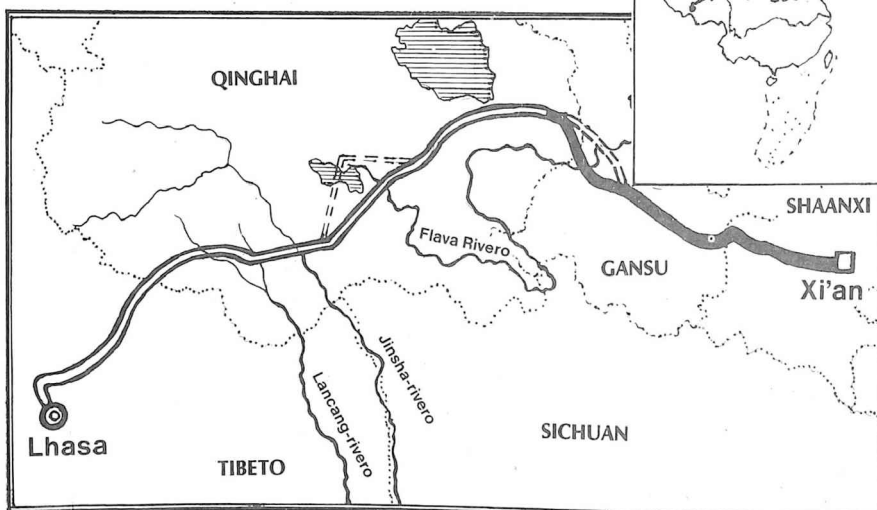 QINGHAI
SHAANXI
Flava Rivero
GANSU
Xi'an
Jinsha-rivero
Lancang-rivero
Lhasa
SICHUAN
TIBETO